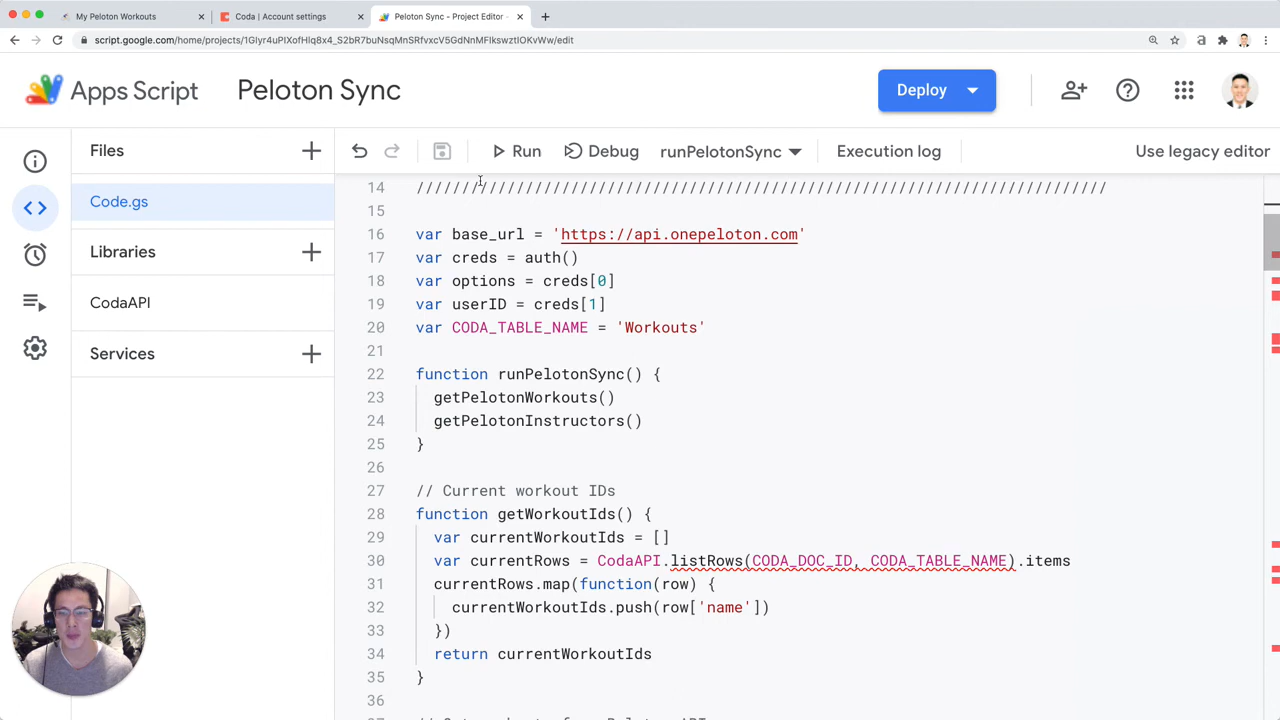 My Peloton Workouts
Coda | Account settings
Peloton Sync - Project Editor -
script.google.com/home/projects/1Glyr4uPIXofHlq8x4_S2bR7buNsqMnSRfvxcV5GdNnMFIkswztIOKvWw/edit
Apps Script
Peloton Sync
Deploy
Files
Run
Debug
runPelotonSync
Execution log
Use legacy editor
Code.gs
Libraries
CodaAPI
Services
14 ////////////////////////////////////////////////////////////////////////////
15
16 var base_url = 'https://api.onepeloton.com'
17 var creds = auth()
18 var options = creds[0]
19 var userID = creds[1]
20 var CODA_TABLE_NAME = 'Workouts'
21
22 function runPelotonSync() {
23 getPelotonWorkouts()
24 getPelotonInstructors()
25 }
26
27 // Current workout IDs
28 function getWorkoutIds() {
29 var currentWorkoutIds = []
30 var currentRows = CodaAPI.listRows(CODA_DOC_ID, CODA_TABLE_NAME).items
31 currentRows.map(function(row) {
32 currentWorkoutIds.push(row['name'])
33 })
34 return currentWorkoutIds
35 }
36